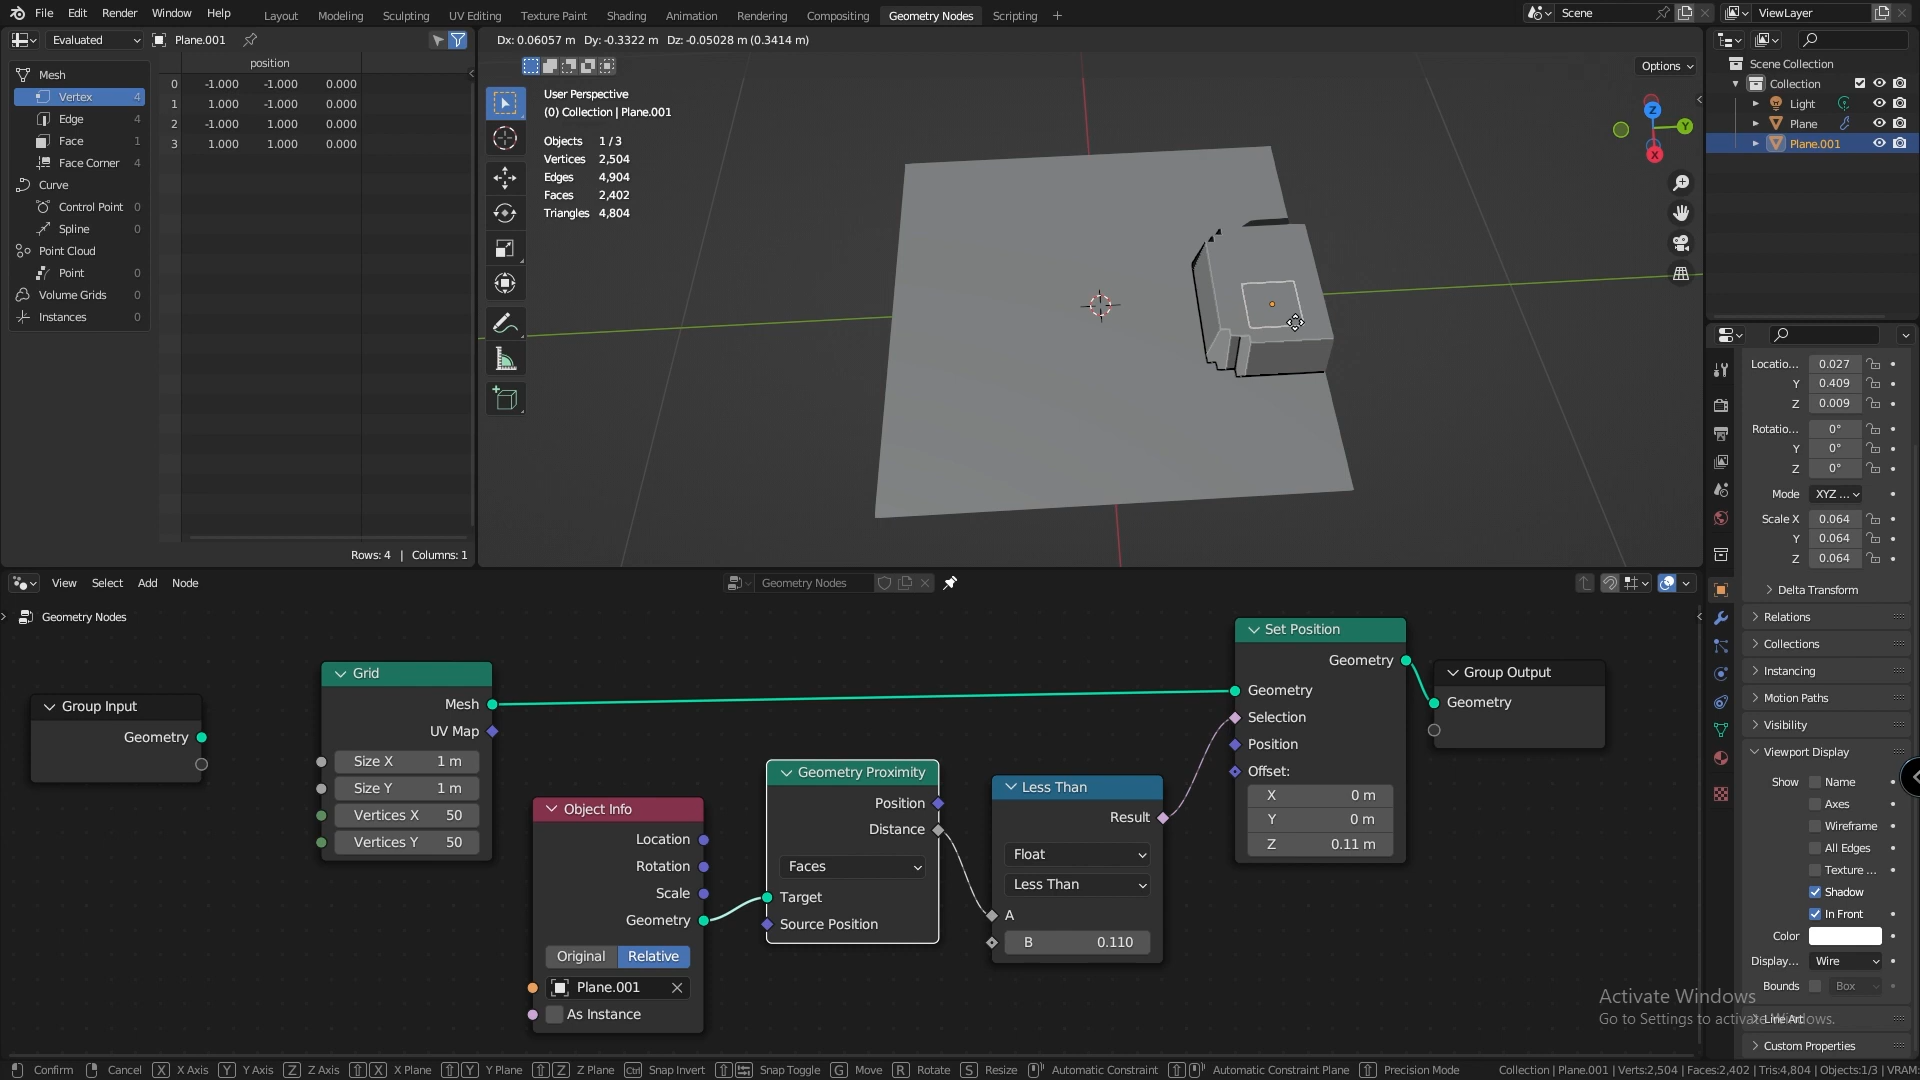 File Edit Render Window Help Layout Modeling Sculpting UV Editing Texture Paint Shading Animation Rendering Compositing Geometry Nodes Scripting + Scene ViewLayer
Evaluated Plane.001
Dx: 0.06057 m Dy: -0.3322 m Dz: -0.05028 m (0.3414 m)
position
Mesh
Vertex 4
Edge 4
Face 1
Face Corner 4
Curve
Control Point 0
Spline 0
Point Cloud
Point 0
Volume Grids 0
Instances 0
0 -1.000 -1.000 0.000
1 1.000 -1.000 0.000
2 -1.000 1.000 0.000
3 1.000 1.000 0.000
Rows: 4 | Columns: 1
Options
User Perspective
(0) Collection | Plane.001
Objects 1 / 3
Vertices 2,504
Edges 4,904
Faces 2,402
Triangles 4,804
Z
Y
X
Scene Collection
Collection
Light
Plane
Plane.001
Locatio... 0.027
Y 0.409
Z 0.009
Rotatio... 0°
Y 0°
Z 0°
Mode XYZ ...
Scale X 0.064
Y 0.064
Z 0.064
Delta Transform
Relations
Collections
Instancing
Motion Paths
Visibility
Viewport Display
Show Name
Axes
Wireframe
All Edges
Texture ...
Shadow
In Front
Color
Display... Wire
Bounds Box
Line Art
Custom Properties
View Select Add Node Geometry Nodes
Geometry Nodes
Group Input
Geometry
Grid
Mesh
UV Map
Size X 1 m
Size Y 1 m
Vertices X 50
Vertices Y 50
Object Info
Location
Rotation
Scale
Geometry
Original Relative
Plane.001
As Instance
Geometry Proximity
Position
Distance
Faces
Target
Source Position
Less Than
Result
Float
Less Than
A
B 0.110
Set Position
Geometry
Geometry
Selection
Position
Offset:
X 0 m
Y 0 m
Z 0.11 m
Group Output
Geometry
Activate Windows
Go to Settings to activate Windows.
Confirm Cancel X X Axis Y Y Axis Z Z Axis X X Plane Y Y Plane Z Z Plane Ctrl Snap Invert Snap Toggle G Move R Rotate S Resize Automatic Constraint Automatic Constraint Plane Precision Mode Collection | Plane.001 | Verts:2,504 | Faces:2,402 | Tris:4,804 | Objects:1/3 | VRAM: